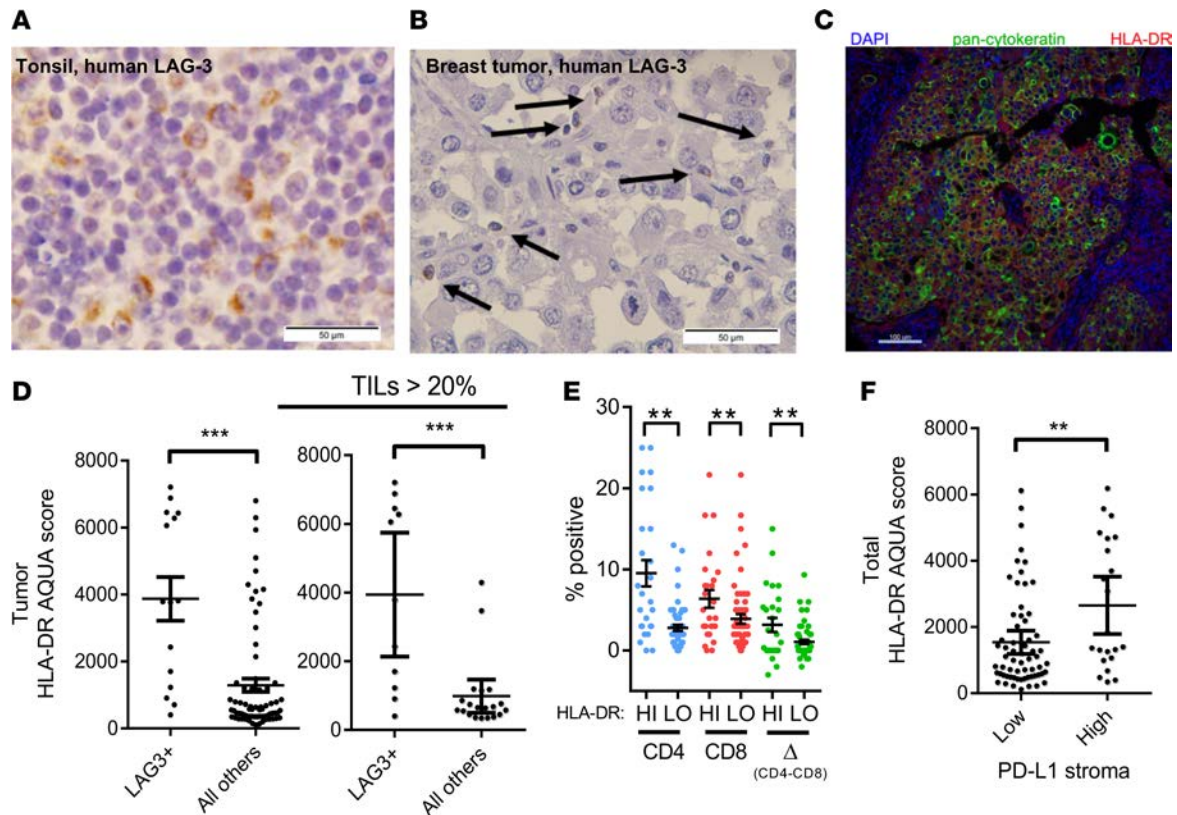 A
Tonsil, human LAG-3
50 µm
B
Breast tumor, human LAG-3
50 µm
C
DAPI pan-cytokeratin HLA-DR
100 µm
D
TILs > 20%
***
***
Tumor
HLA-DR AQUA score
8000
6000
4000
2000
0
LAG3+
All others
8000
6000
4000
2000
0
LAG3+
All others
E
% positive
30
20
10
0
** ** **
HLA-DR: HI LO HI LO HI LO
CD4 CD8 Δ
(CD4-CD8)
F
**
Total
HLA-DR AQUA score
8000
6000
4000
2000
0
Low
High
PD-L1 stroma